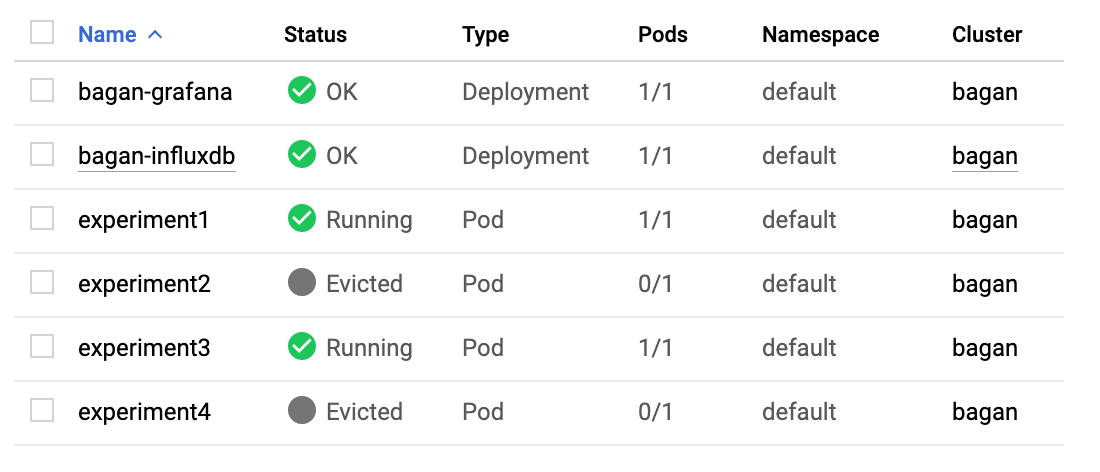 Name Status Type Pods Namespace Cluster
bagan-grafana OK Deployment 1/1 default bagan
bagan-influxdb OK Deployment 1/1 default bagan
experiment1 Running Pod 1/1 default bagan
experiment2 Evicted Pod 0/1 default bagan
experiment3 Running Pod 1/1 default bagan
experiment4 Evicted Pod 0/1 default bagan